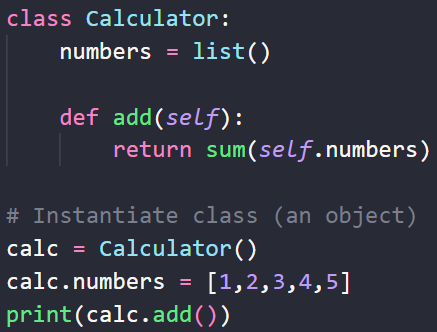 class Calculator:
    numbers = list()
    def add(self):
        return sum(self.numbers)
# Instantiate class (an object)
calc = Calculator()
calc.numbers = [1,2,3,4,5]
print(calc.add())